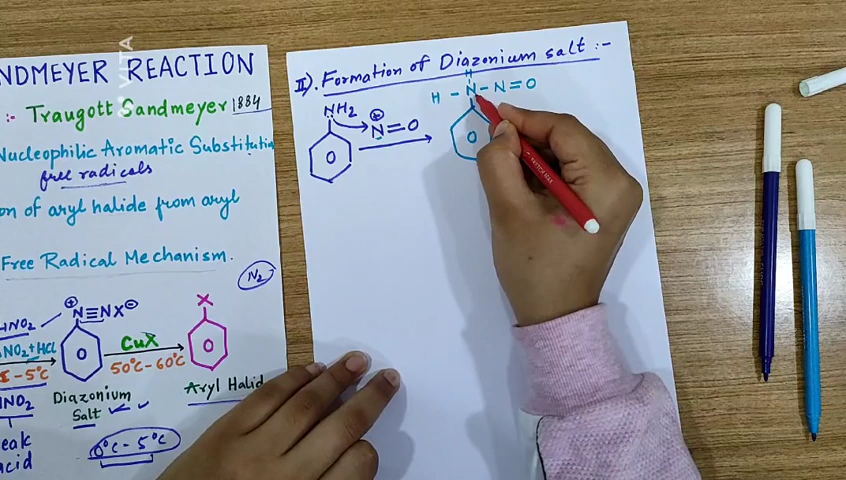 NDMEYER REACTION
:- Traugott Sandmeyer 1884
Nucleophilic Aromatic Substitution
free radicals
on of aryl halide from aryl
Free Radical Mechanism.
N2
HNO2
⊕
N≡NX⊖
NO2+HCl
- 5°C
CuX
50°C - 60°C
X
Diazonium
Salt
Aryl Halid
HNO2
eak
acid
0°C - 5°C
II). Formation of Diazonium salt :-
NH2
⊕
N=O
H
H - N - N = O
VITA